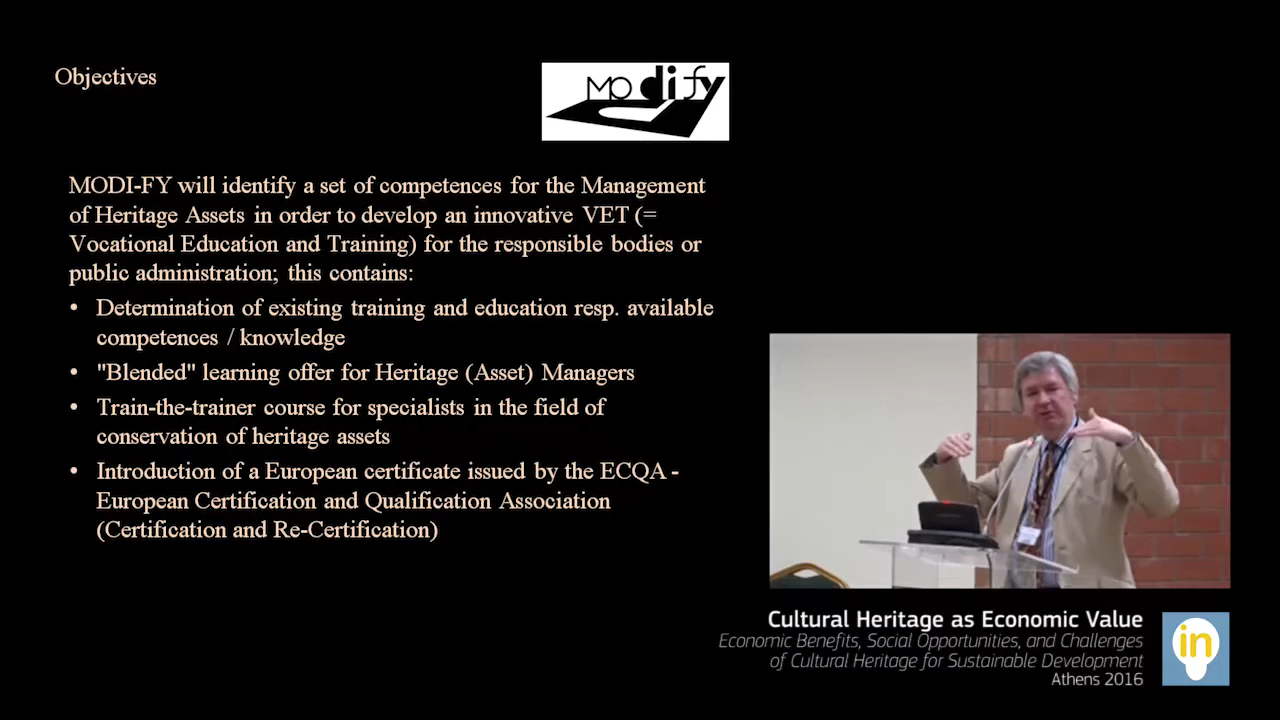 Objectives
MODI-FY
MODI-FY will identify a set of competences for the Management
of Heritage Assets in order to develop an innovative VET (=
Vocational Education and Training) for the responsible bodies or
public administration; this contains:
• Determination of existing training and education resp. available
competences / knowledge
• "Blended" learning offer for Heritage (Asset) Managers
• Train-the-trainer course for specialists in the field of
conservation of heritage assets
• Introduction of a European certificate issued by the ECQA -
European Certification and Qualification Association
(Certification and Re-Certification)
Cultural Heritage as Economic Value
Economic Benefits, Social Opportunities, and Challenges
of Cultural Heritage for Sustainable Development
Athens 2016
in